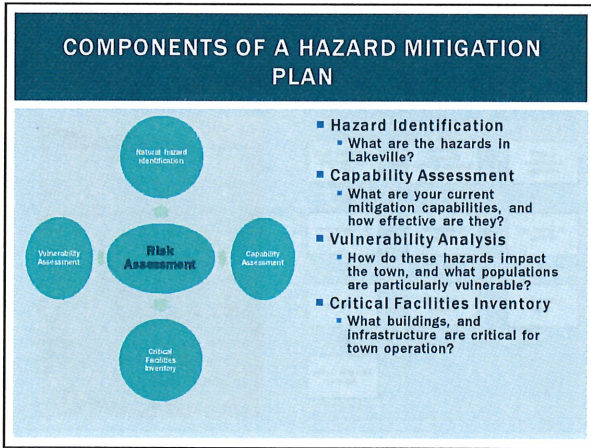 COMPONENTS OF A HAZARD MITIGATION
PLAN
Natural hazard
identification
Vulnerability
Assessment
Risk
Assessment
Capability
Assessment
Critical
Facilities
Inventory
▪ Hazard Identification
▪ What are the hazards in
Lakeville?
▪ Capability Assessment
▪ What are your current
mitigation capabilities, and
how effective are they?
▪ Vulnerability Analysis
▪ How do these hazards impact
the town, and what populations
are particularly vulnerable?
▪ Critical Facilities Inventory
▪ What buildings, and
infrastructure are critical for
town operation?